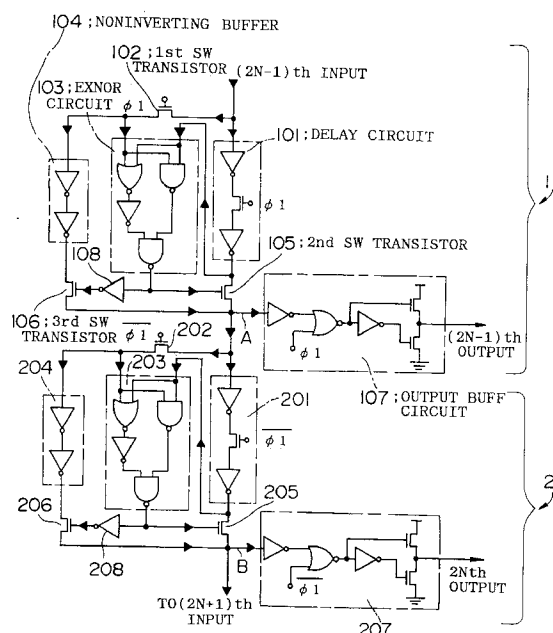 104;NONINVERTING BUFFER
102;1st SW
TRANSISTOR (2N-1)th INPUT
103;EXNOR
CIRCUIT
φ1
101;DELAY CIRCUIT
φ1
1
108
105;2nd SW TRANSISTOR
106;3rd SW
TRANSISTOR
A
φ1
(2N-1)th
OUTPUT
107;OUTPUT BUFF
CIRCUIT
φ1̅
202
204
203
201
φ1̅
2
206
205
208
B
φ1̅
2Nth
OUTPUT
TO(2N+1)th
INPUT
207